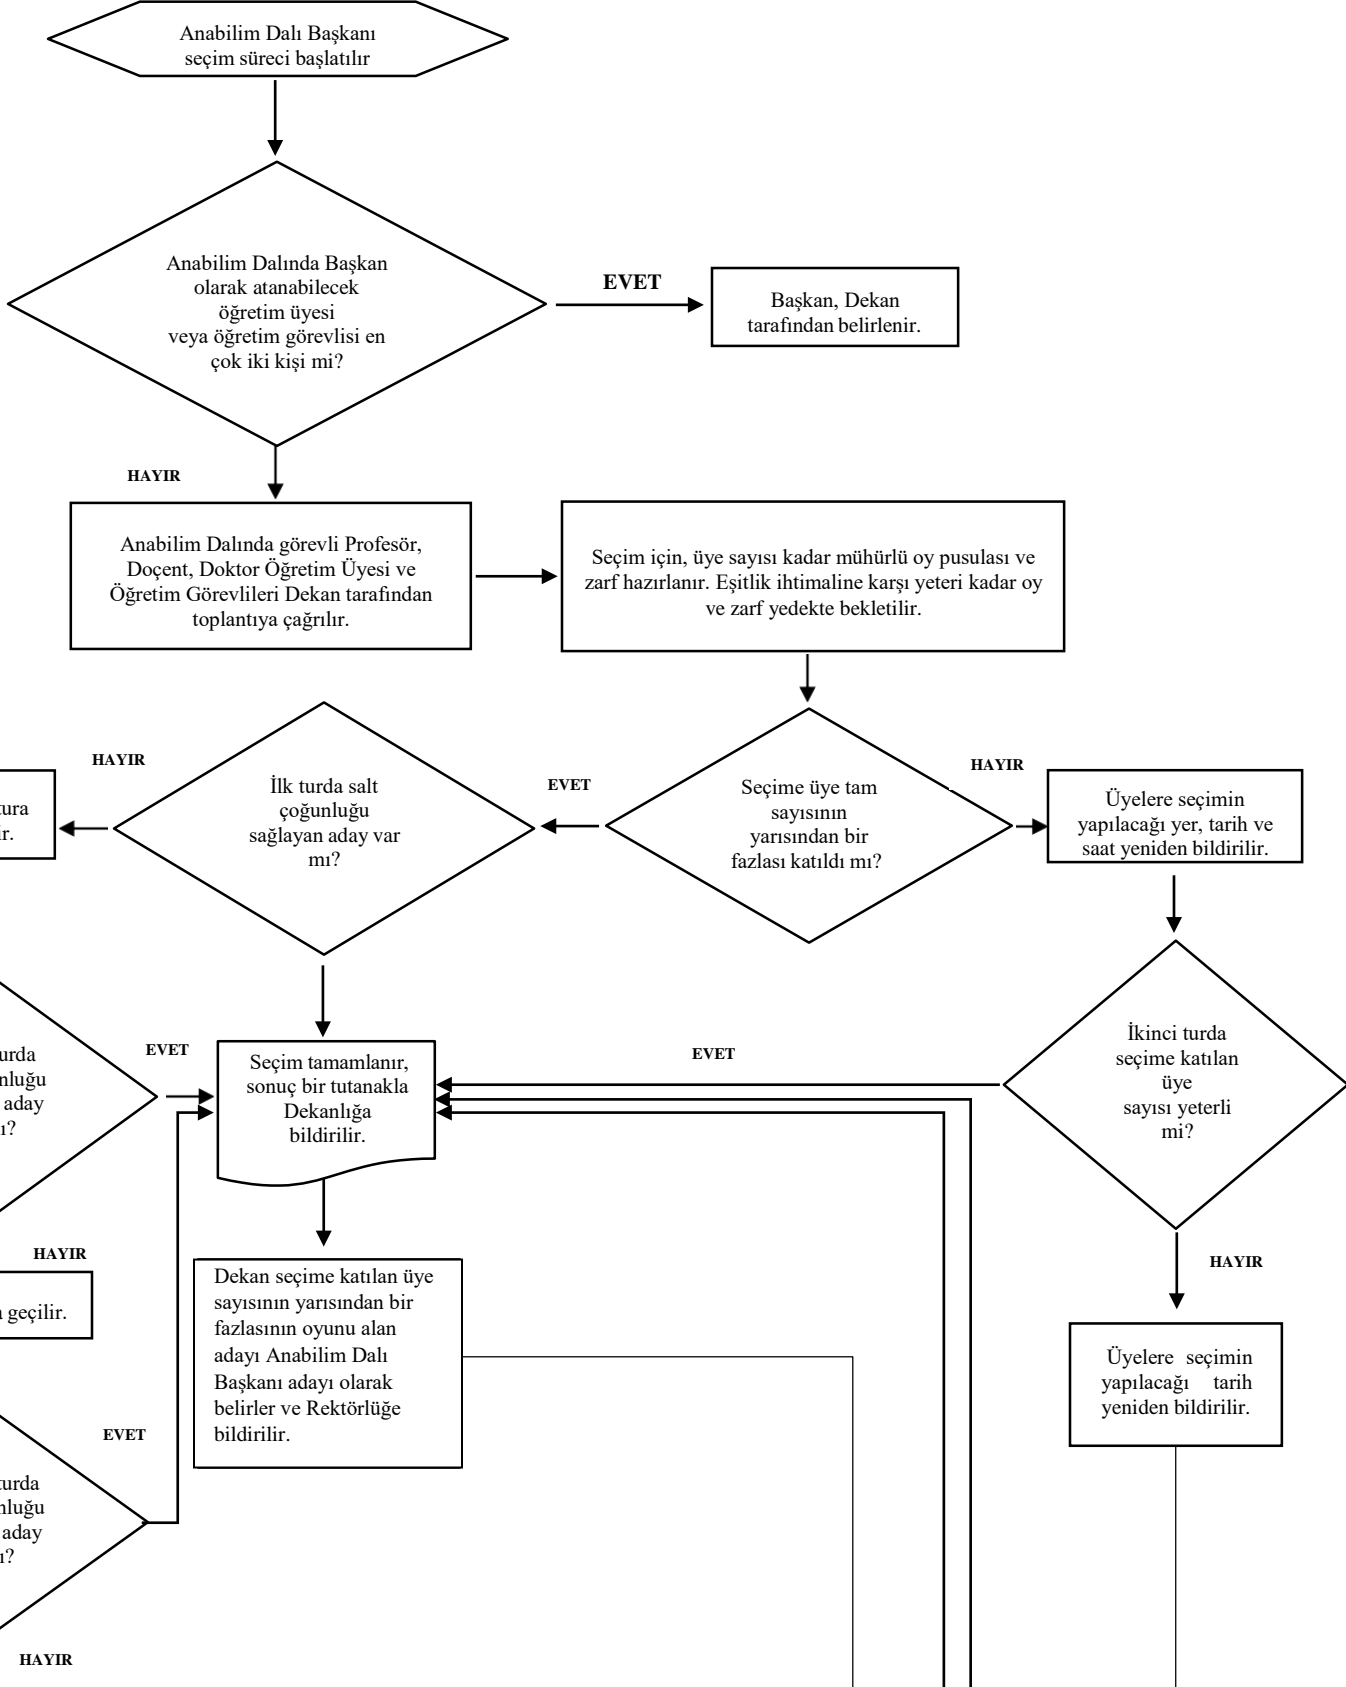 Anabilim Dalı Başkanı
seçim süreci başlatılır
Anabilim Dalında Başkan
olarak atanabilecek
öğretim üyesi
veya öğretim görevlisi en
çok iki kişi mi?
EVET
Başkan, Dekan
tarafından belirlenir.
HAYIR
Anabilim Dalında görevli Profesör,
Doçent, Doktor Öğretim Üyesi ve
Öğretim Görevlileri Dekan tarafından
toplantıya çağrılır.
Seçim için, üye sayısı kadar mühürlü oy pusulası ve
zarf hazırlanır. Eşitlik ihtimaline karşı yeteri kadar oy
ve zarf yedekte bekletilir.
HAYIR
İlk turda salt
çoğunluğu
sağlayan aday var
mı?
EVET
Seçime üye tam
sayısının
yarısından bir
fazlası katıldı mı?
HAYIR
Üyelere seçimin
yapılacağı yer, tarih ve
saat yeniden bildirilir.
aday
EVET
Seçim tamamlanır,
sonuç bir tutanakla
Dekanlığa
bildirilir.
EVET
İkinci turda
seçime katılan
üye
sayısı yeterli
mi?
HAYIR
geçilir.
Dekan seçime katılan üye
sayısının yarısından bir
fazlasının oyunu alan
adayı Anabilim Dalı
Başkanı adayı olarak
belirler ve Rektörlüğe
bildirilir.
HAYIR
Üyelere seçimin
yapılacağı tarih
yeniden bildirilir.
EVET
turda
aday
HAYIR